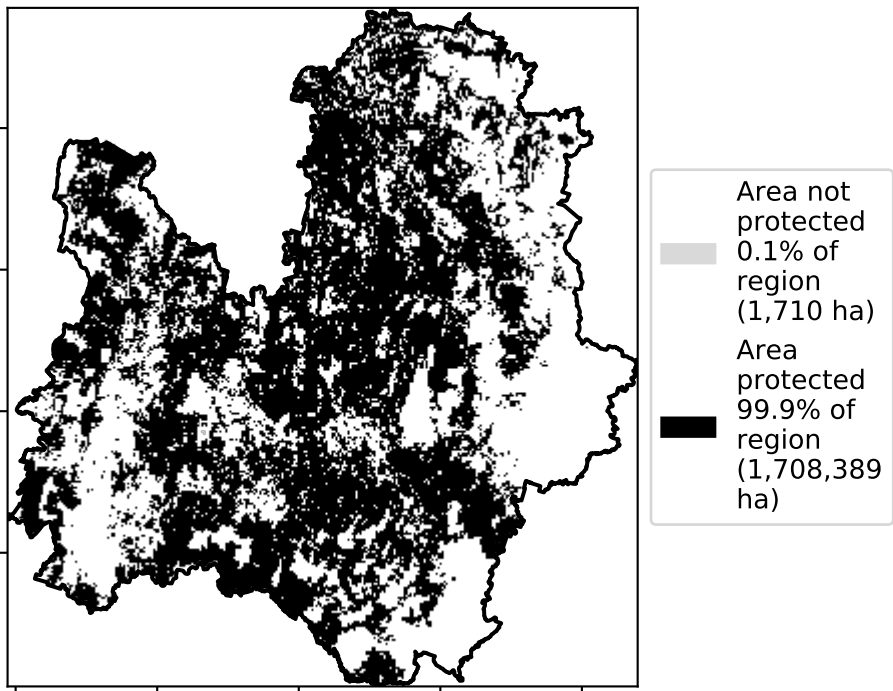 Area not
protected
0.1% of
region
(1,710 ha)
Area
protected
99.9% of
region
(1,708,389
ha)